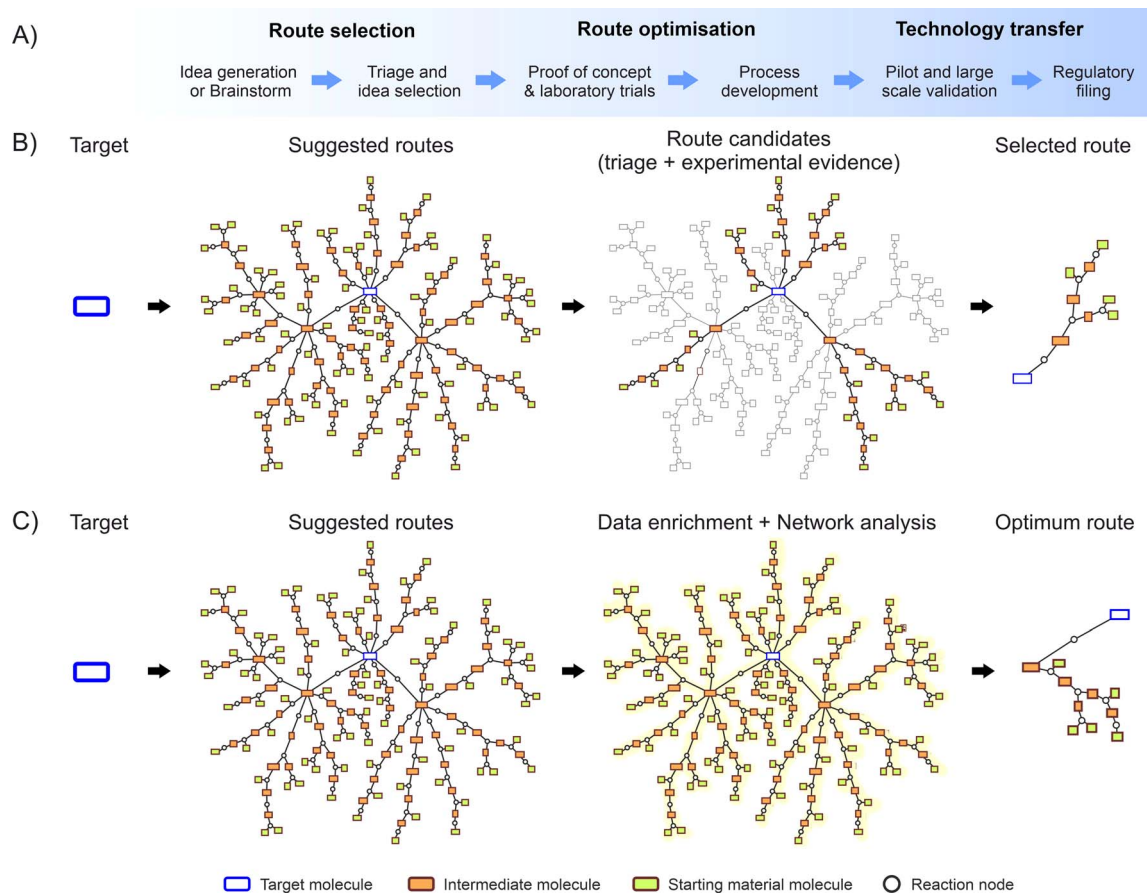 A)
Route selection
Route optimisation
Technology transfer
Idea generation
or Brainstorm
Triage and
idea selection
Proof of concept
& laboratory trials
Process
development
Pilot and large
scale validation
Regulatory
filing
B)
Target
Suggested routes
Route candidates
(triage + experimental evidence)
Selected route
C)
Target
Suggested routes
Data enrichment + Network analysis
Optimum route
Target molecule
Intermediate molecule
Starting material molecule
Reaction node